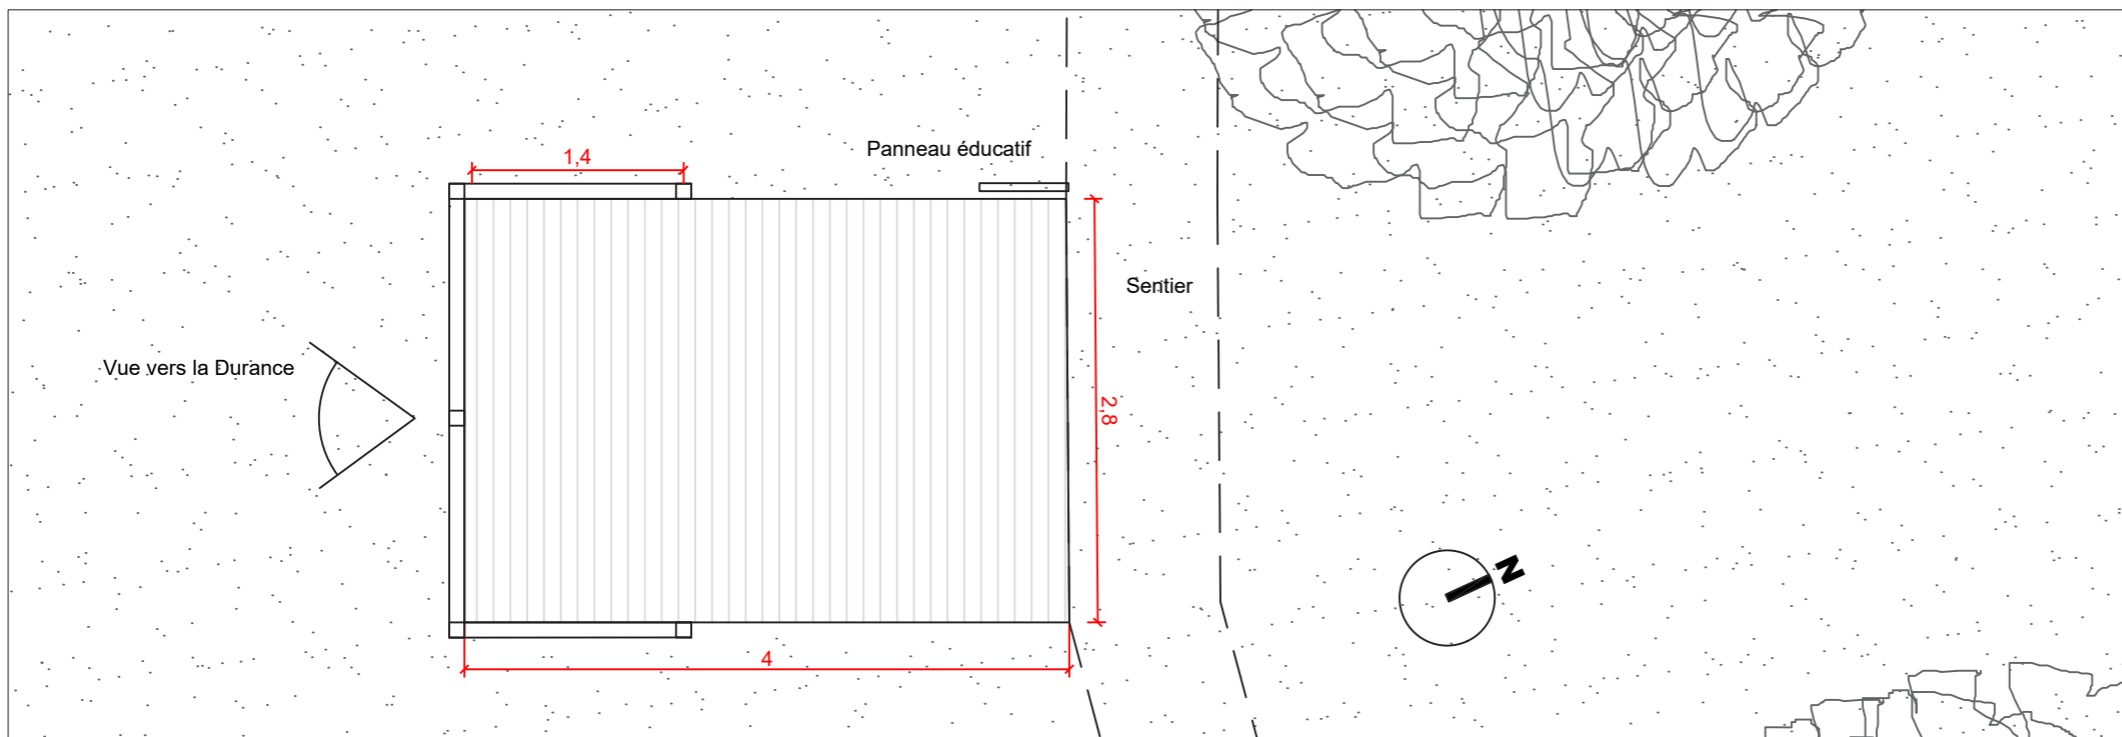 1,4
Panneau éducatif
Sentier
Vue vers la Durance
2,8
N
4